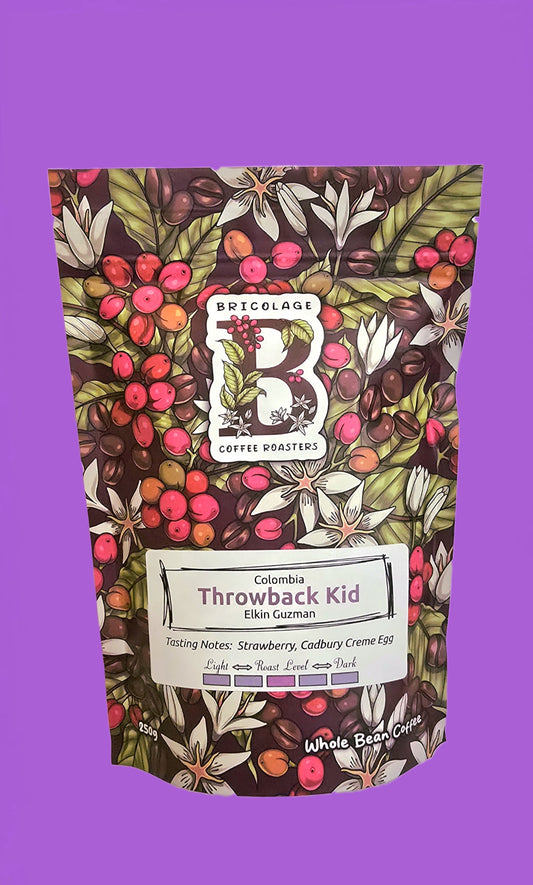 BRICOLAGE
B
COFFEE ROASTERS
Colombia
Throwback Kid
Elkin Guzman
Tasting Notes: Strawberry, Cadbury Creme Egg
Light ⇔ Roast Level ⇔ Dark
250g
Whole Bean Coffee